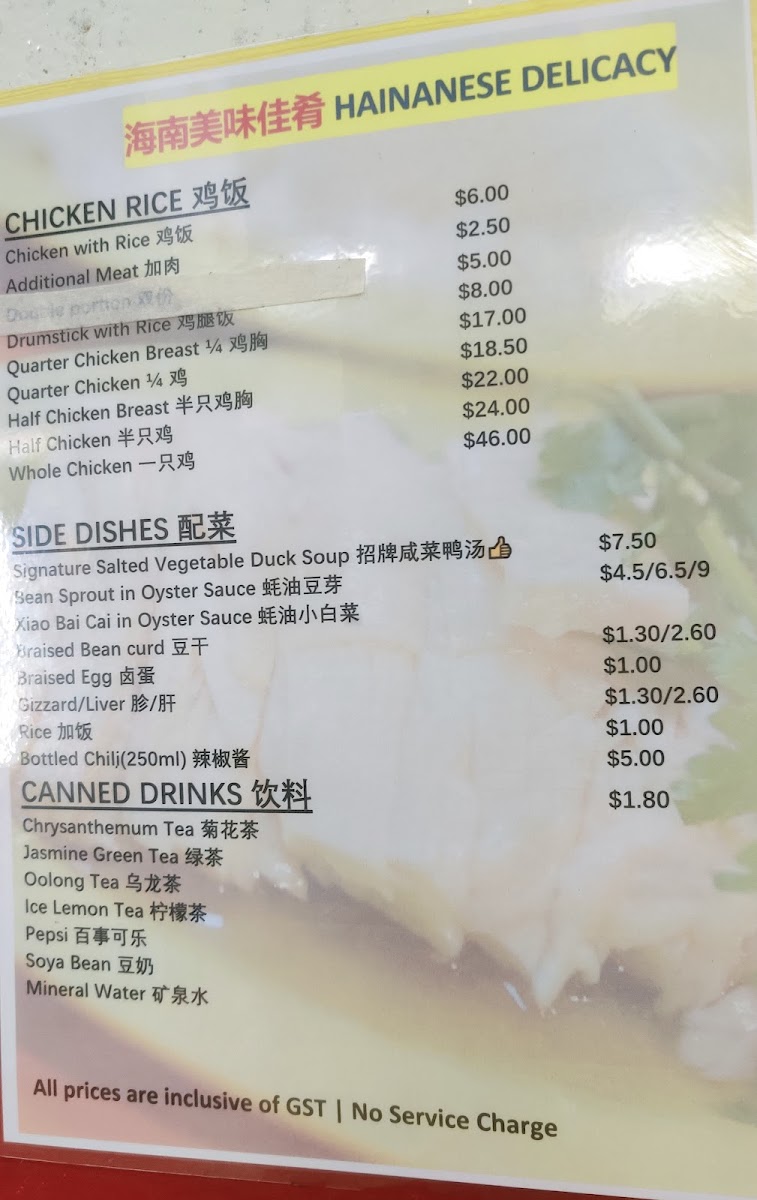 海南美味佳肴 HAINANESE DELICACY
CHICKEN RICE 鸡饭
Chicken with Rice 鸡饭 $6.00
Additional Meat 加肉 $2.50
Double portion 双份 $5.00
Drumstick with Rice 鸡腿饭 $8.00
Quarter Chicken Breast ¼ 鸡胸 $17.00
Quarter Chicken ¼ 鸡 $18.50
Half Chicken Breast 半只鸡胸 $22.00
Half Chicken 半只鸡 $24.00
Whole Chicken 一只鸡 $46.00
SIDE DISHES 配菜
Signature Salted Vegetable Duck Soup 招牌咸菜鸭汤👍 $7.50
Bean Sprout in Oyster Sauce 蚝油豆芽 $4.5/6.5/9
Xiao Bai Cai in Oyster Sauce 蚝油小白菜
Braised Bean curd 豆干 $1.30/2.60
Braised Egg 卤蛋 $1.00
Gizzard/Liver 胗/肝 $1.30/2.60
Rice 加饭 $1.00
Bottled Chili(250ml) 辣椒酱 $5.00
CANNED DRINKS 饮料 $1.80
Chrysanthemum Tea 菊花茶
Jasmine Green Tea 绿茶
Oolong Tea 乌龙茶
Ice Lemon Tea 柠檬茶
Pepsi 百事可乐
Soya Bean 豆奶
Mineral Water 矿泉水
All prices are inclusive of GST | No Service Charge